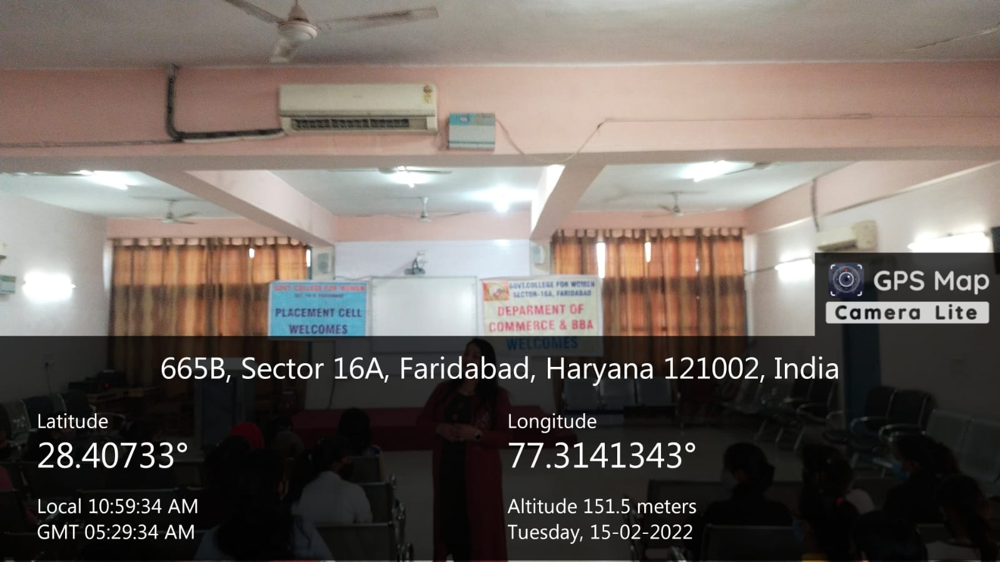 GOVT. COLLEGE FOR WOMEN
PLACEMENT CELL
WELCOMES
GOVT.COLLEGE FOR WOMEN
SECTOR-16A, FARIDABAD
DEPARMENT OF
COMMERCE & BBA
WELCOMES
GPS Map
Camera Lite
665B, Sector 16A, Faridabad, Haryana 121002, India
Latitude
28.40733°
Longitude
77.3141343°
Local 10:59:34 AM
GMT 05:29:34 AM
Altitude 151.5 meters
Tuesday, 15-02-2022